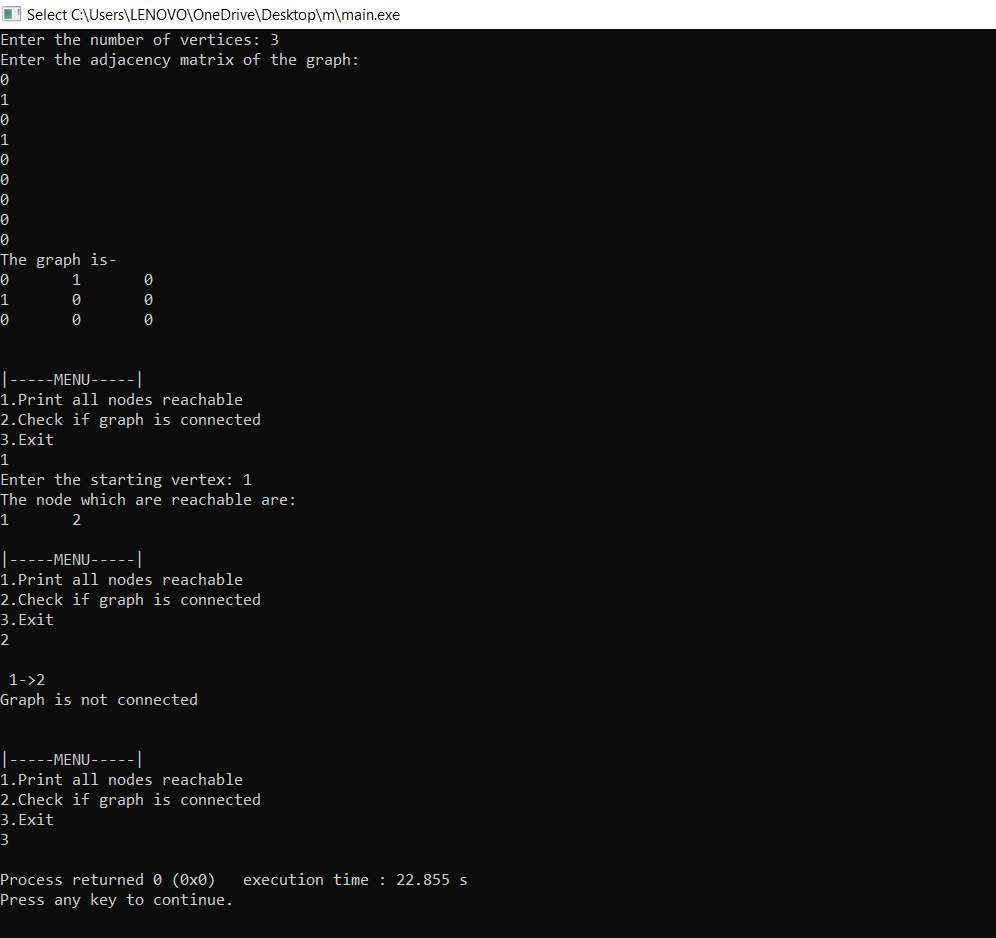 Select C:\Users\LENOVO\OneDrive\Desktop\m\main.exe
Enter the number of vertices: 3
Enter the adjacency matrix of the graph:
0
1
0
1
0
0
0
0
0
The graph is-
0       1       0
1       0       0
0       0       0
|-----MENU-----|
1.Print all nodes reachable
2.Check if graph is connected
3.Exit
1
Enter the starting vertex: 1
The node which are reachable are:
1       2
|-----MENU-----|
1.Print all nodes reachable
2.Check if graph is connected
3.Exit
2
 1->2
Graph is not connected
|-----MENU-----|
1.Print all nodes reachable
2.Check if graph is connected
3.Exit
3
Process returned 0 (0x0)   execution time : 22.855 s
Press any key to continue.